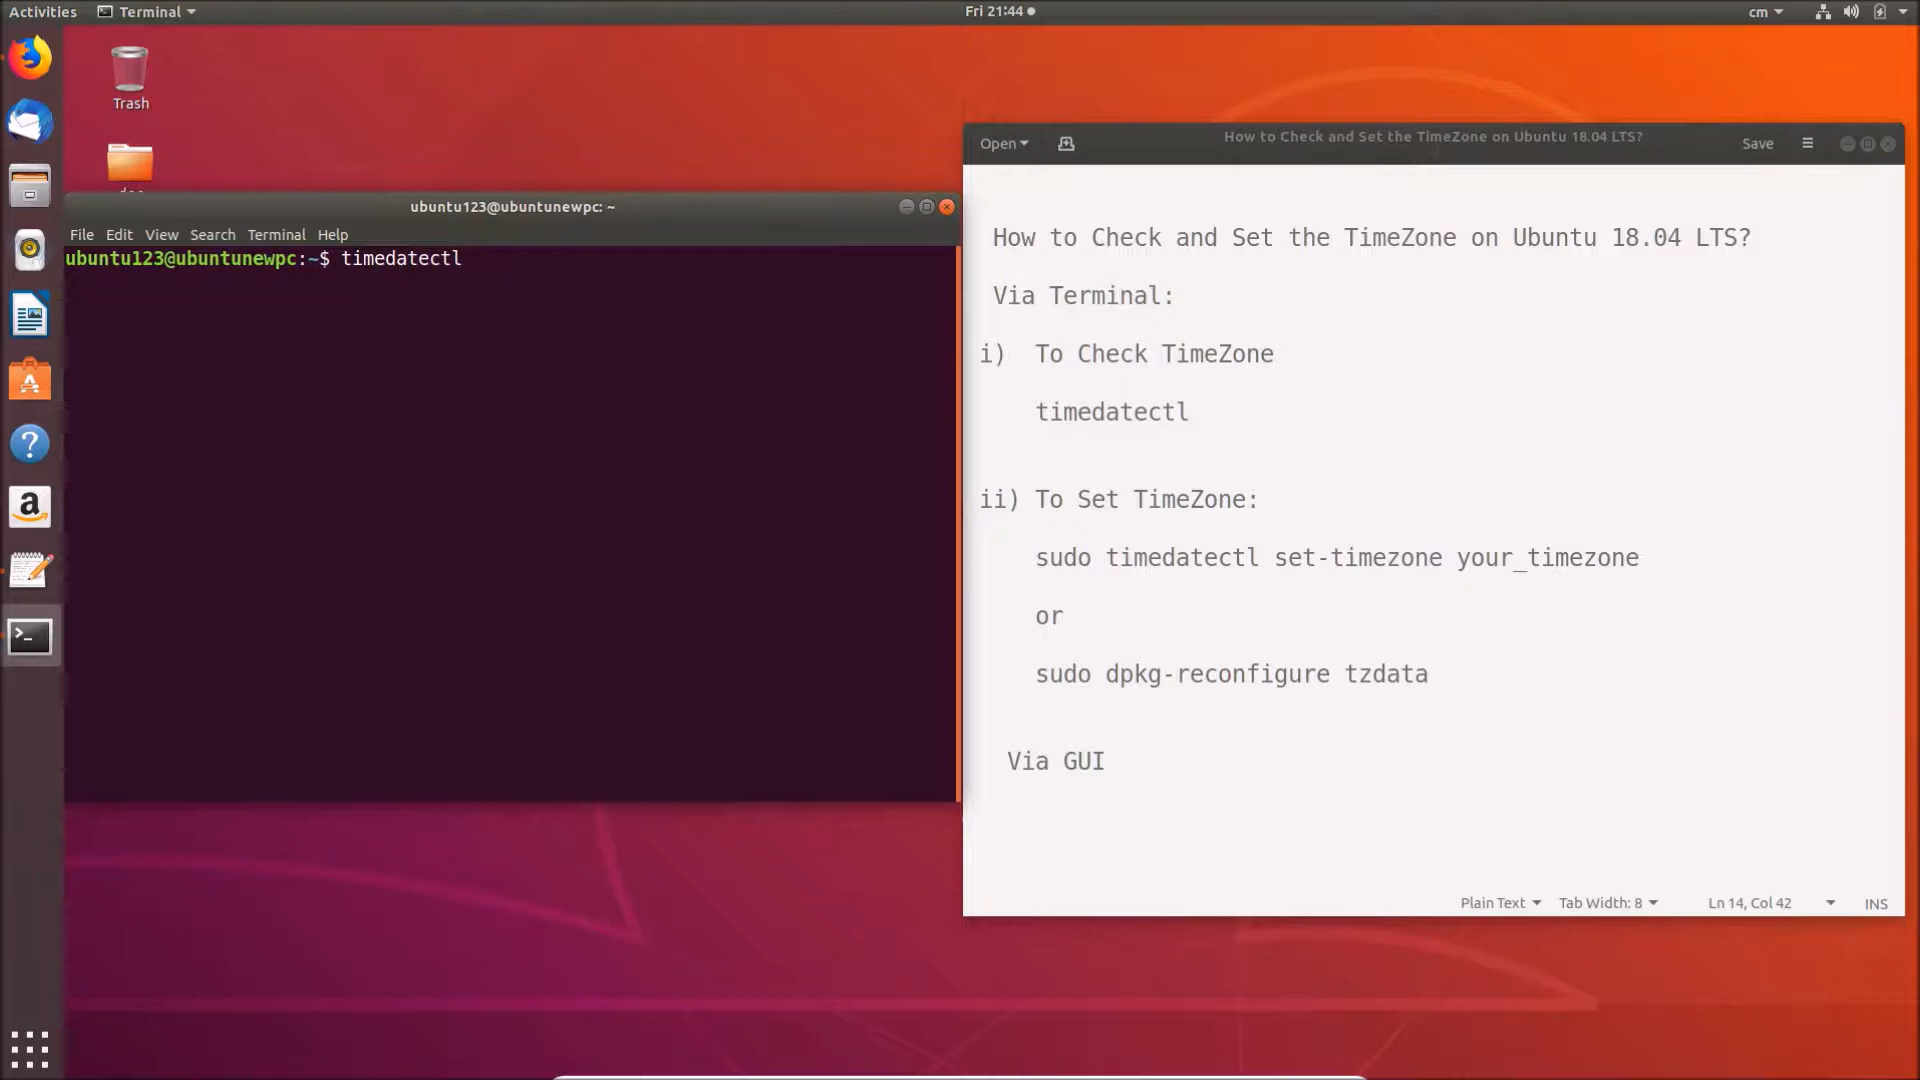 Activities
Terminal
Fri 21:44
cm
Trash
ubuntu123@ubuntunewpc: ~
File Edit View Search Terminal Help
ubuntu123@ubuntunewpc:~$ timedatectl
Open
How to Check and Set the TimeZone on Ubuntu 18.04 LTS?
Save
How to Check and Set the TimeZone on Ubuntu 18.04 LTS?
Via Terminal:
i) To Check TimeZone
timedatectl
ii) To Set TimeZone:
sudo timedatectl set-timezone your_timezone
or
sudo dpkg-reconfigure tzdata
Via GUI
Plain Text
Tab Width: 8
Ln 14, Col 42
INS